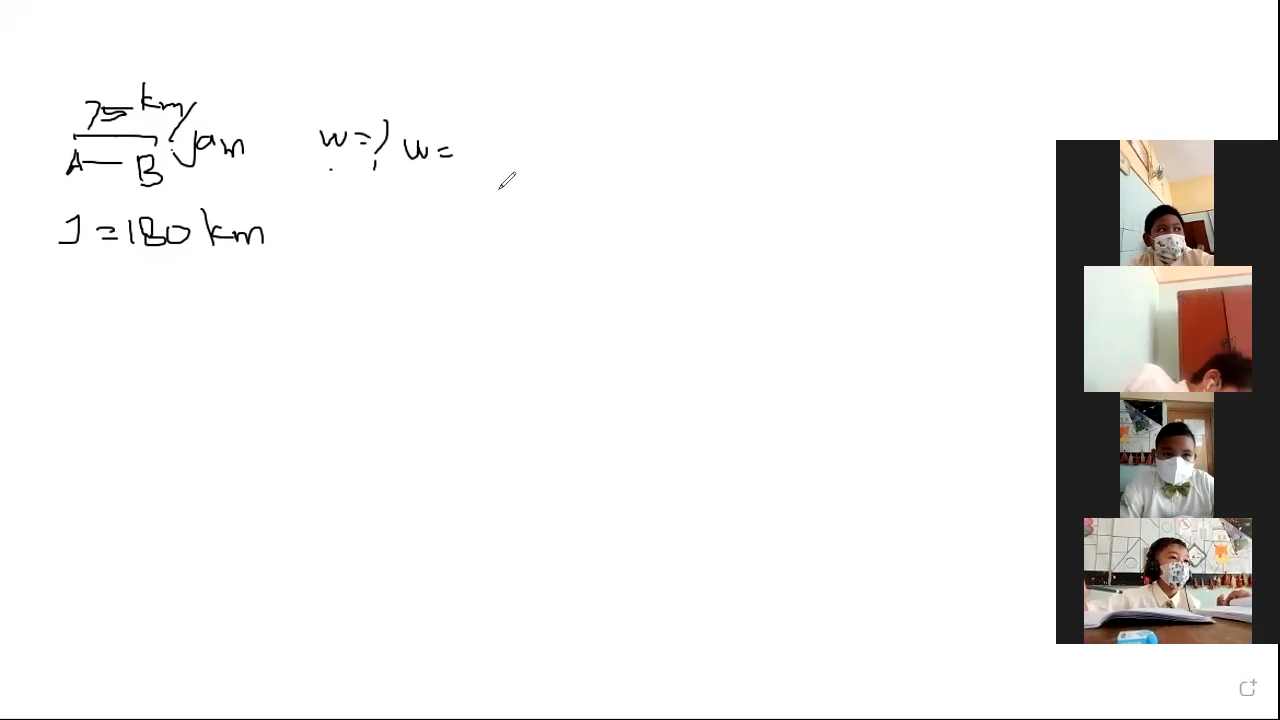 75 km/jam
A — B
w = ? w =
J = 180 km